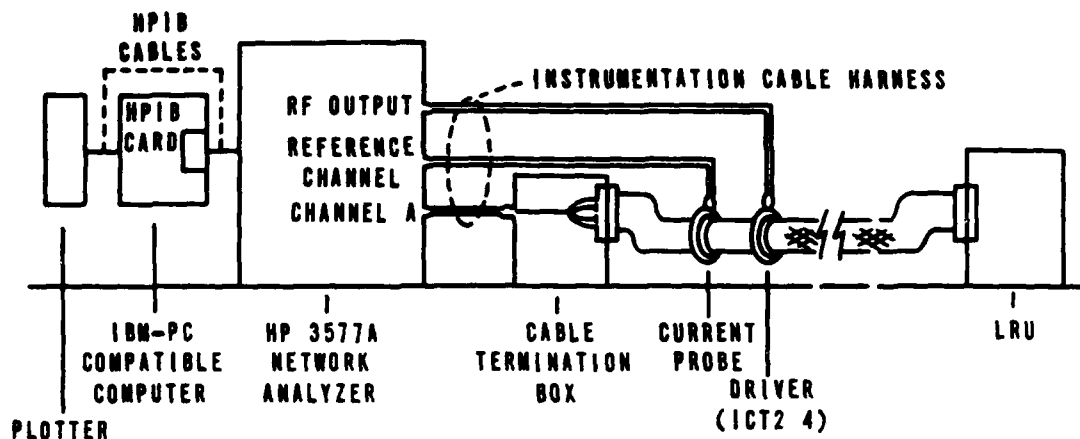 HPIB
CABLES
HPIB
CARD
INSTRUMENTATION CABLE HARNESS
RF OUTPUT
REFERENCE
CHANNEL
CHANNEL A
PLOTTER
IBM-PC
COMPATIBLE
COMPUTER
HP 3577A
NETWORK
ANALYZER
CABLE
TERMINATION
BOX
CURRENT
PROBE
DRIVER
(ICT2 4)
LRU